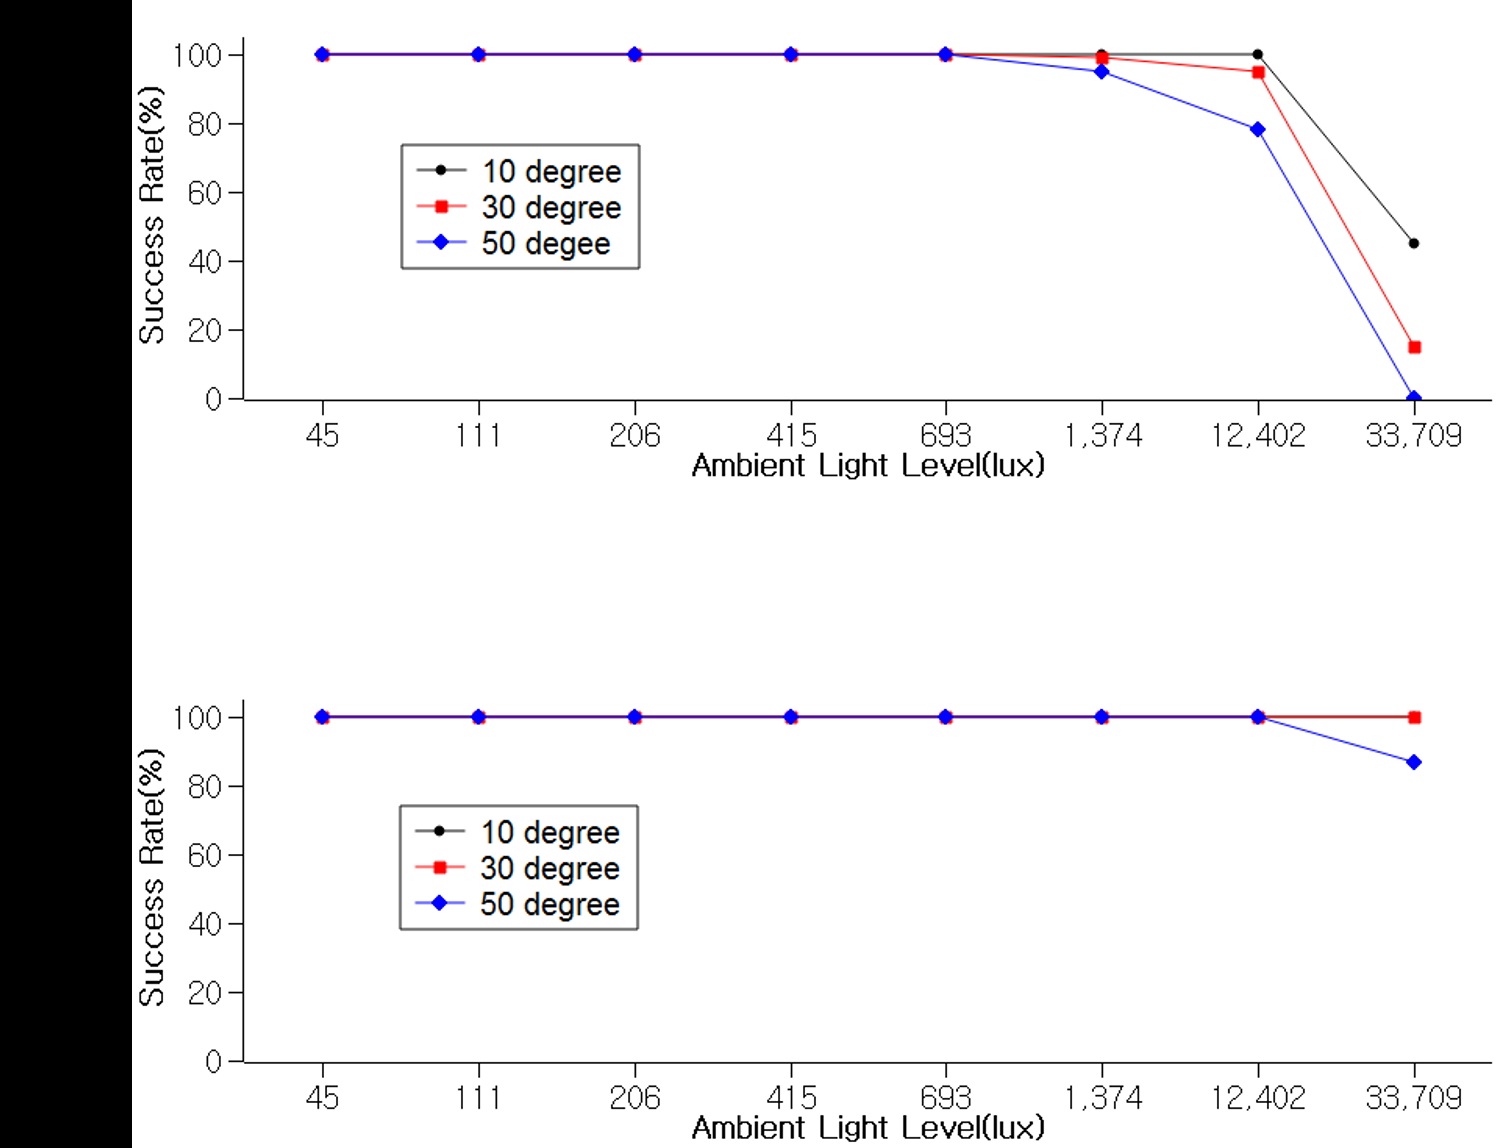 100
80
60
40
20
0
Success Rate(%)
10 degree
30 degree
50 degee
45 111 206 415 693 1,374 12,402 33,709
Ambient Light Level(lux)
100
80
60
40
20
0
Success Rate(%)
10 degree
30 degree
50 degree
45 111 206 415 693 1,374 12,402 33,709
Ambient Light Level(lux)